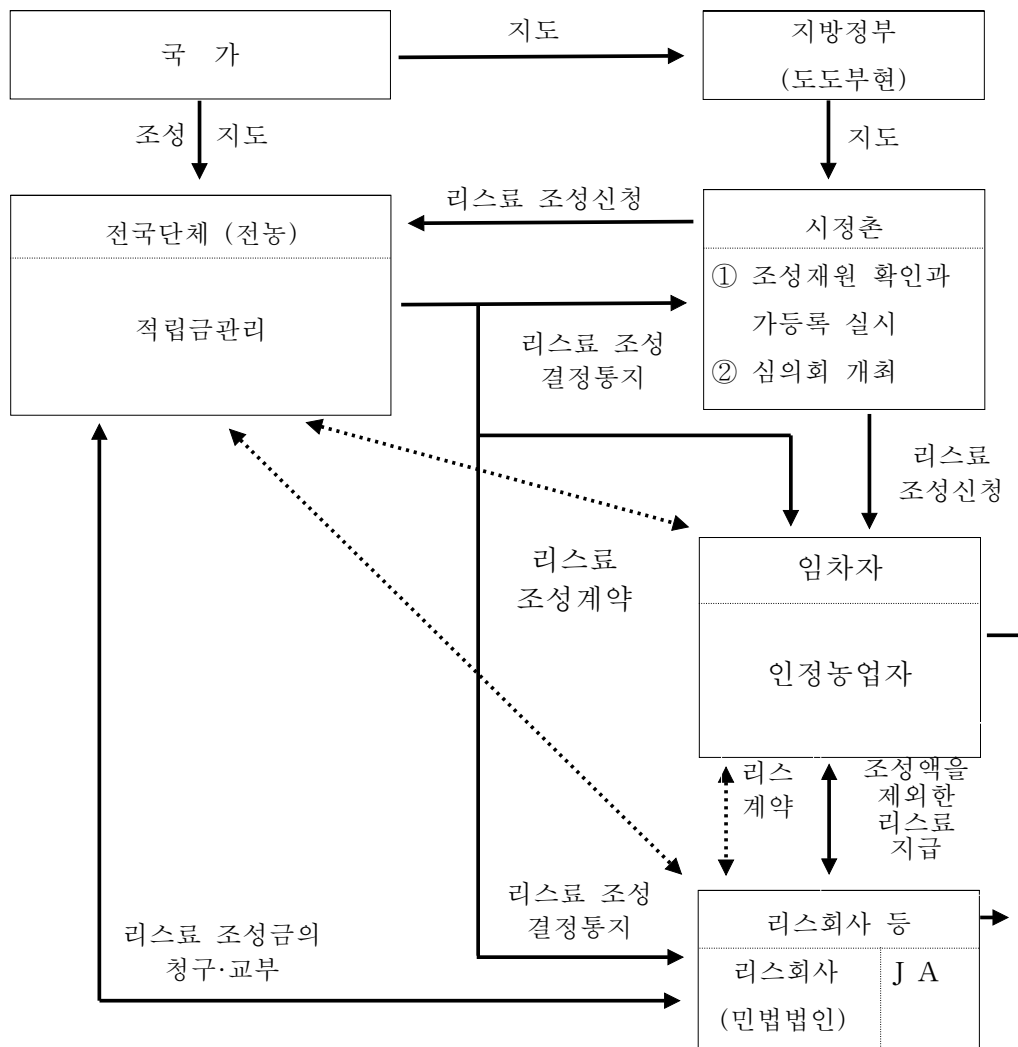 국 가
지도
지방정부
(도도부현)
조성 지도
지도
전국단체 (전농)
적립금관리
리스료 조성신청
시정촌
① 조성재원 확인과
가등록 실시
② 심의회 개최
리스료 조성
결정통지
리스료
조성신청
리스료
조성계약
임차자
인정농업자
리스
계약
조성액을
제외한
리스료
지급
리스료 조성
결정통지
리스료 조성금의
청구·교부
리스회사 등
리스회사
(민법법인)
J A